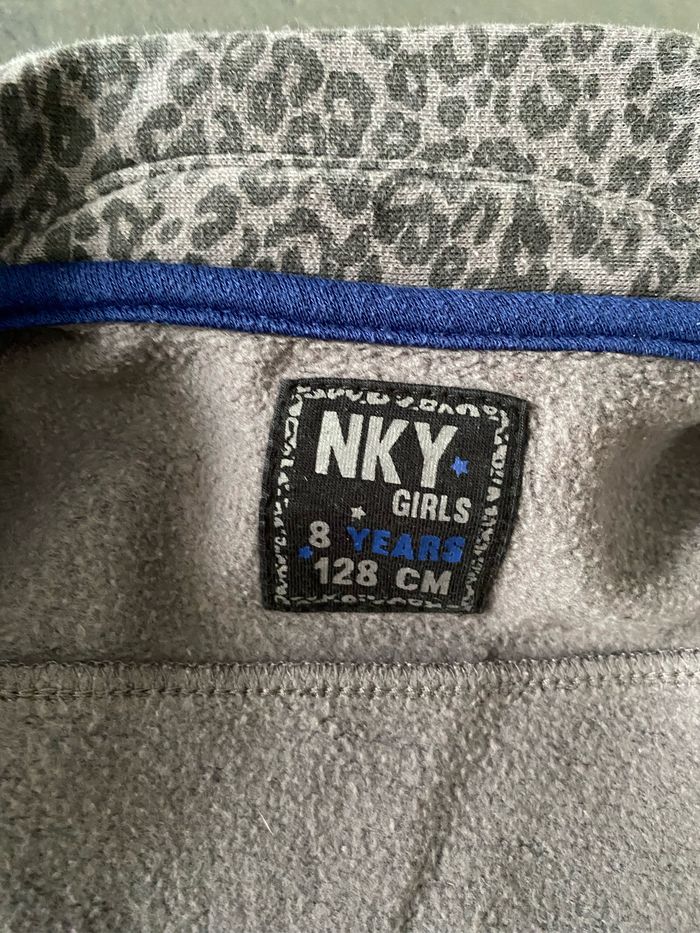 NKY
GIRLS
8 YEARS
128 CM